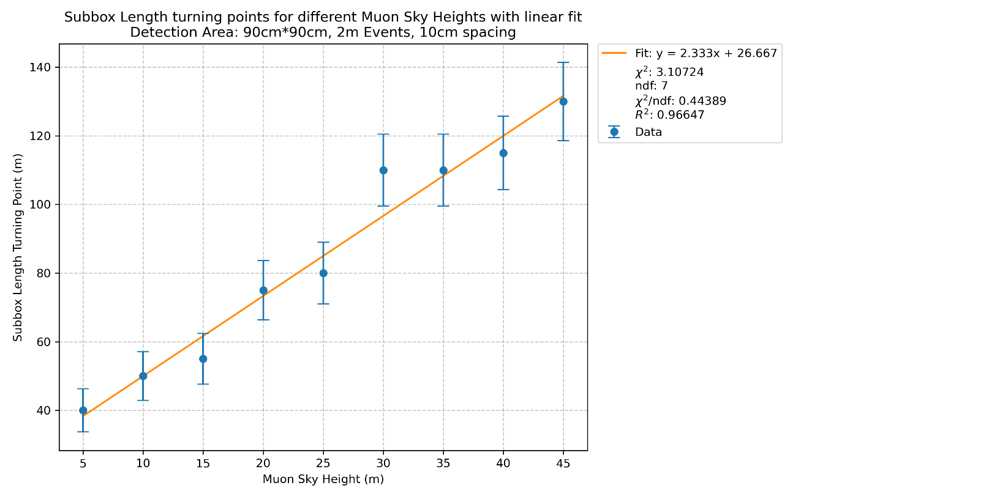 Subbox Length turning points for different Muon Sky Heights with linear fit
Detection Area: 90cm*90cm, 2m Events, 10cm spacing
Subbox Length Turning Point (m)
140
120
100
80
60
40
5 10 15 20 25 30 35 40 45
Muon Sky Height (m)
Fit: y = 2.333x + 26.667
χ²: 3.10724
ndf: 7
χ²/ndf: 0.44389
R²: 0.96647
Data